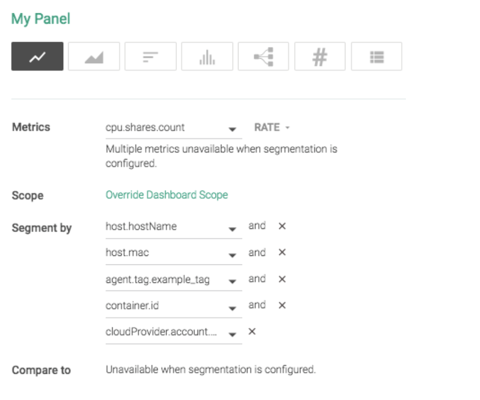 My Panel
#
Metrics cpu.shares.count RATE
Multiple metrics unavailable when segmentation is
configured.
Scope Override Dashboard Scope
Segment by host.hostName and ×
host.mac and ×
agent.tag.example_tag and ×
container.id and ×
cloudProvider.account.... ×
Compare to Unavailable when segmentation is configured.